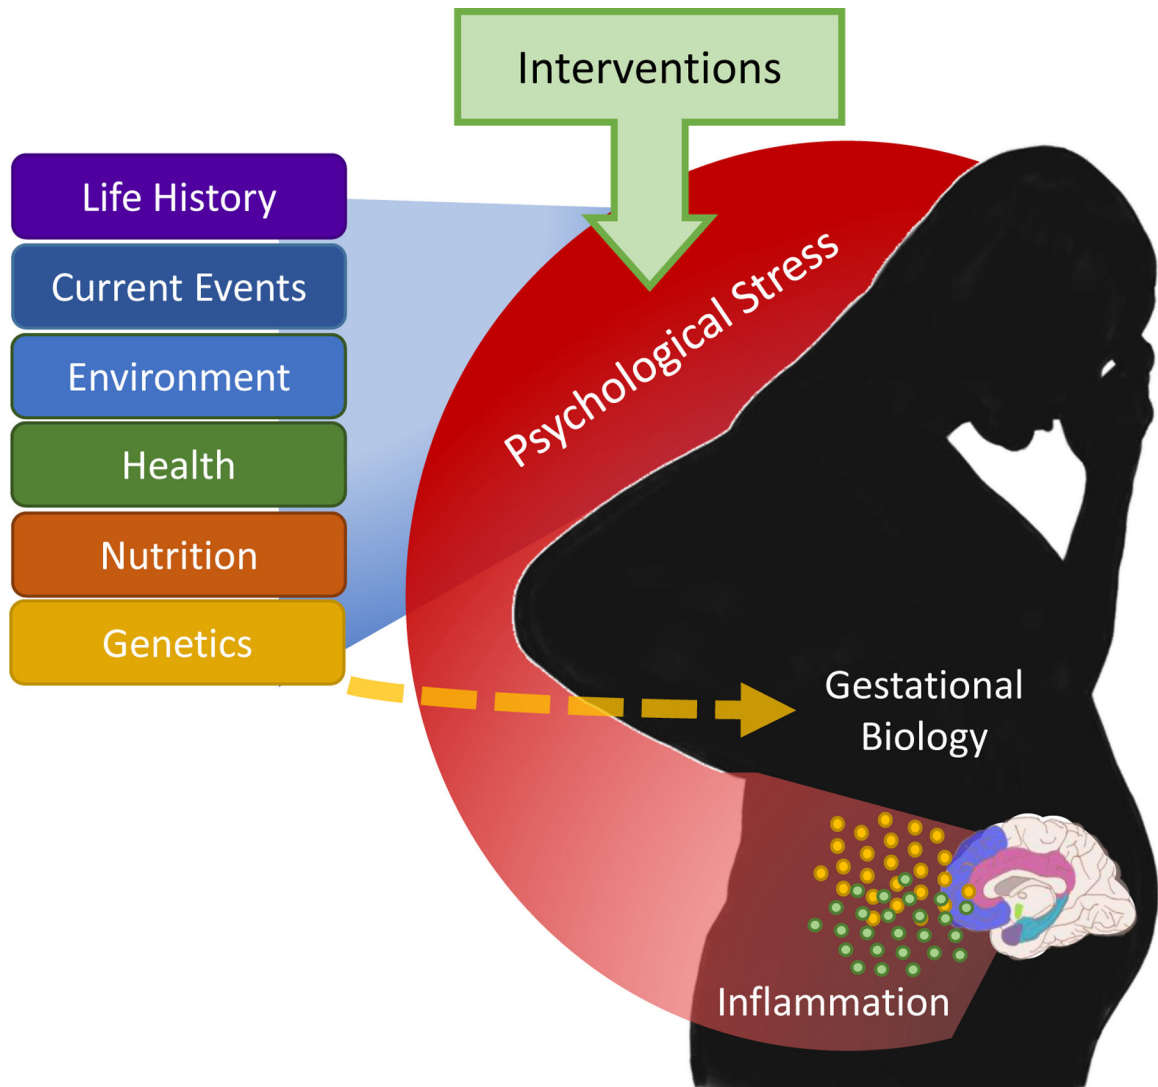 Interventions
Life History
Current Events
Environment
Health
Nutrition
Genetics
Psychological Stress
Gestational
Biology
Inflammation